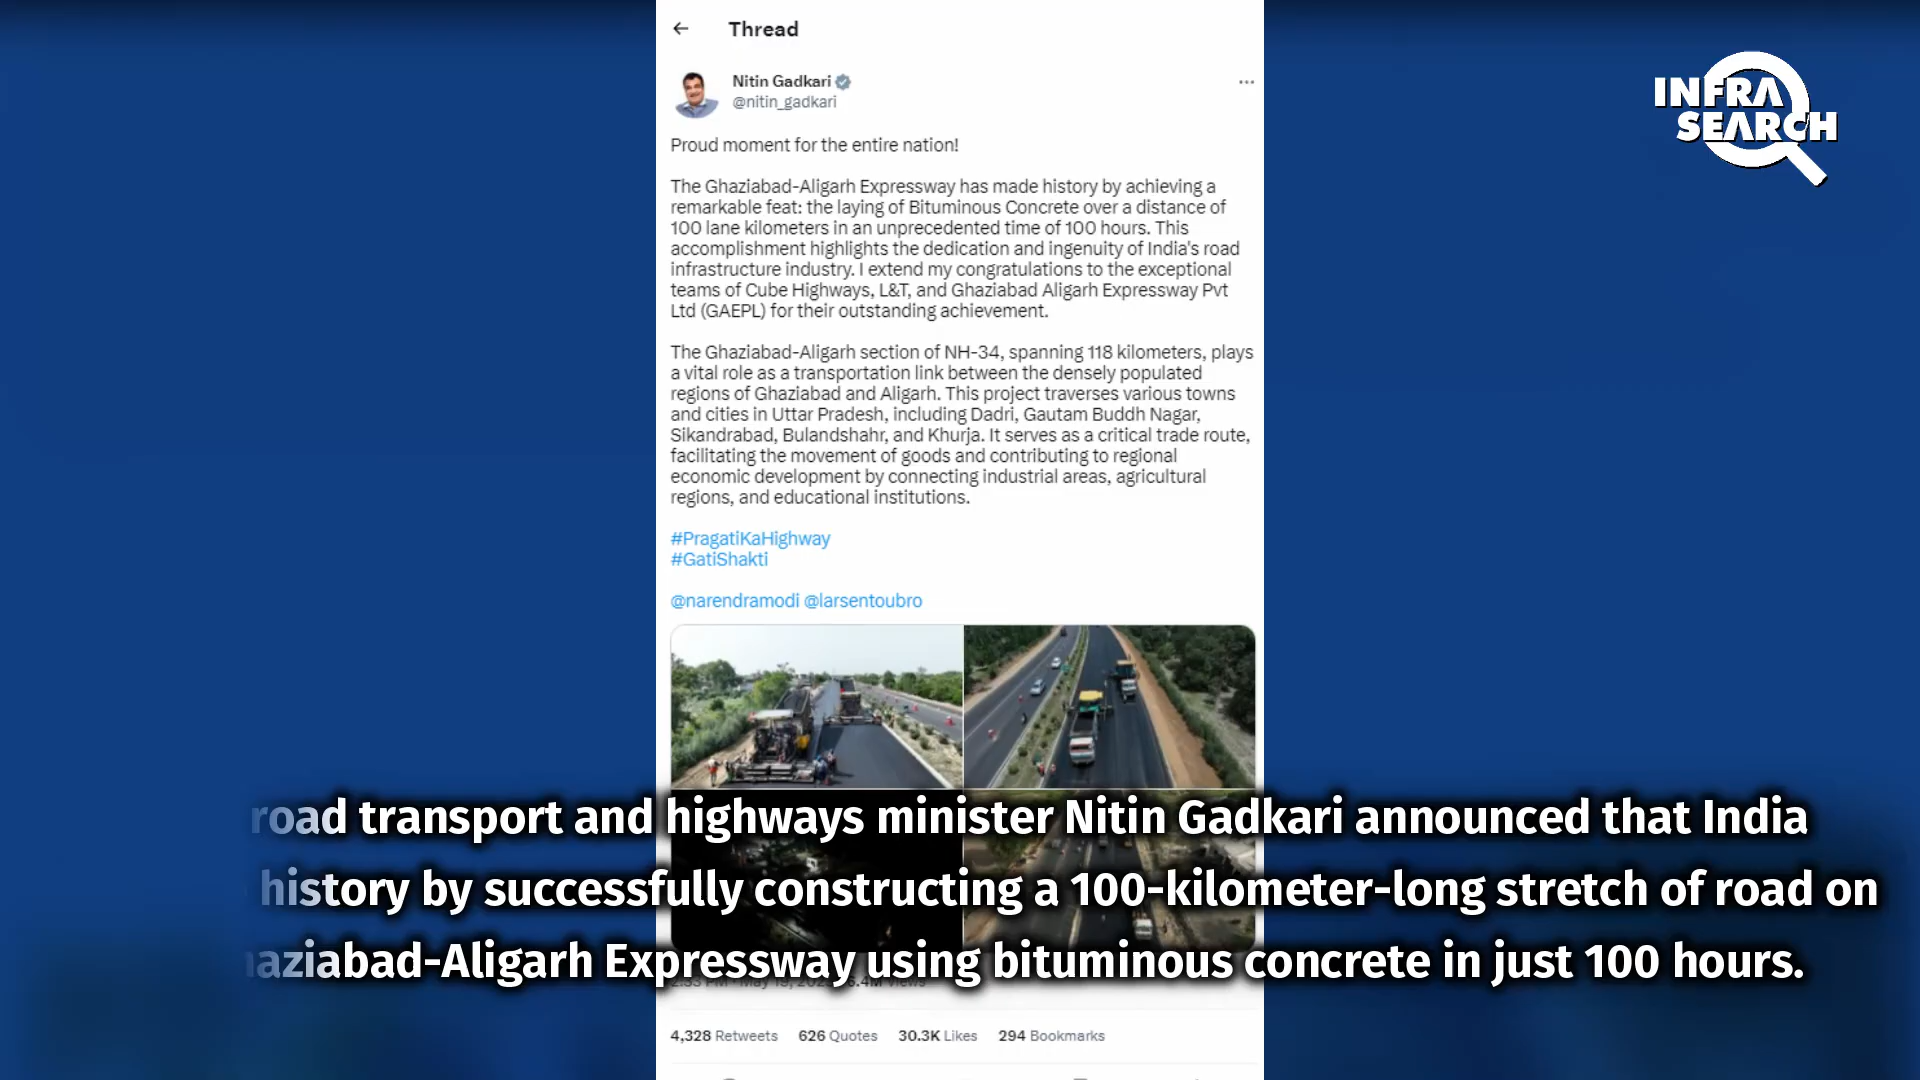 Thread
Nitin Gadkari
@nitin_gadkari
INFRA
SEARCH
Proud moment for the entire nation!
The Ghaziabad-Aligarh Expressway has made history by achieving a
remarkable feat: the laying of Bituminous Concrete over a distance of
100 lane kilometers in an unprecedented time of 100 hours. This
accomplishment highlights the dedication and ingenuity of India's road
infrastructure industry. I extend my congratulations to the exceptional
teams of Cube Highways, L&T, and Ghaziabad Aligarh Expressway Pvt
Ltd (GAEPL) for their outstanding achievement.
The Ghaziabad-Aligarh section of NH-34, spanning 118 kilometers, plays
a vital role as a transportation link between the densely populated
regions of Ghaziabad and Aligarh. This project traverses various towns
and cities in Uttar Pradesh, including Dadri, Gautam Buddh Nagar,
Sikandrabad, Bulandshahr, and Khurja. It serves as a critical trade route,
facilitating the movement of goods and contributing to regional
economic development by connecting industrial areas, agricultural
regions, and educational institutions.
#PragatiKaHighway
#GatiShakti
@narendramodi @larsentoubro
road transport and highways minister Nitin Gadkari announced that India
history by successfully constructing a 100-kilometer-long stretch of road on
aziabad-Aligarh Expressway using bituminous concrete in just 100 hours.
4,328 Retweets 626 Quotes 30.3K Likes 294 Bookmarks